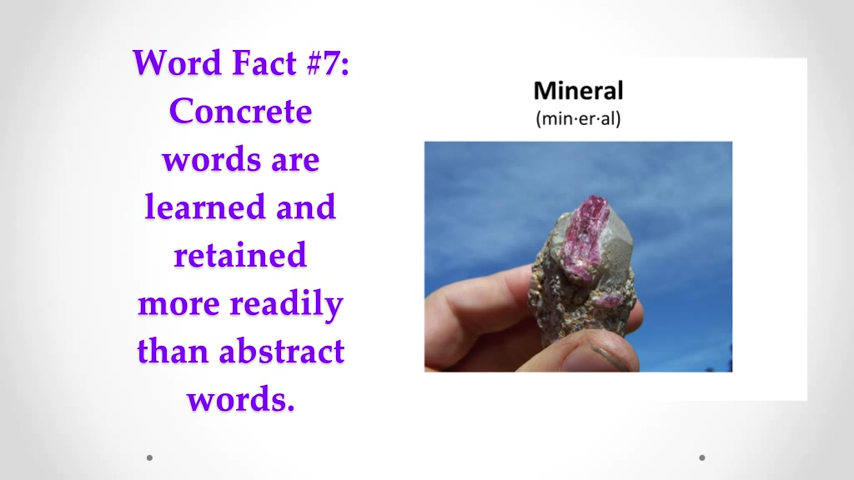 Word Fact #7:
Concrete
words are
learned and
retained
more readily
than abstract
words.
Mineral
(min·er·al)